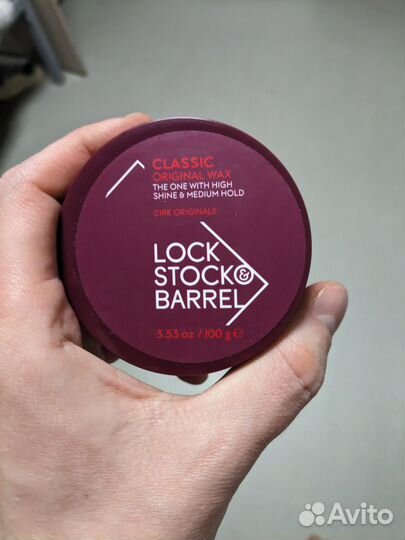 CLASSIC
ORIGINAL WAX
THE ONE WITH HIGH
SHINE & MEDIUM HOLD
CIRE ORIGINALE
LOCK
STOCK&
BARREL
3.53 oz / 100 g ℮
Avito